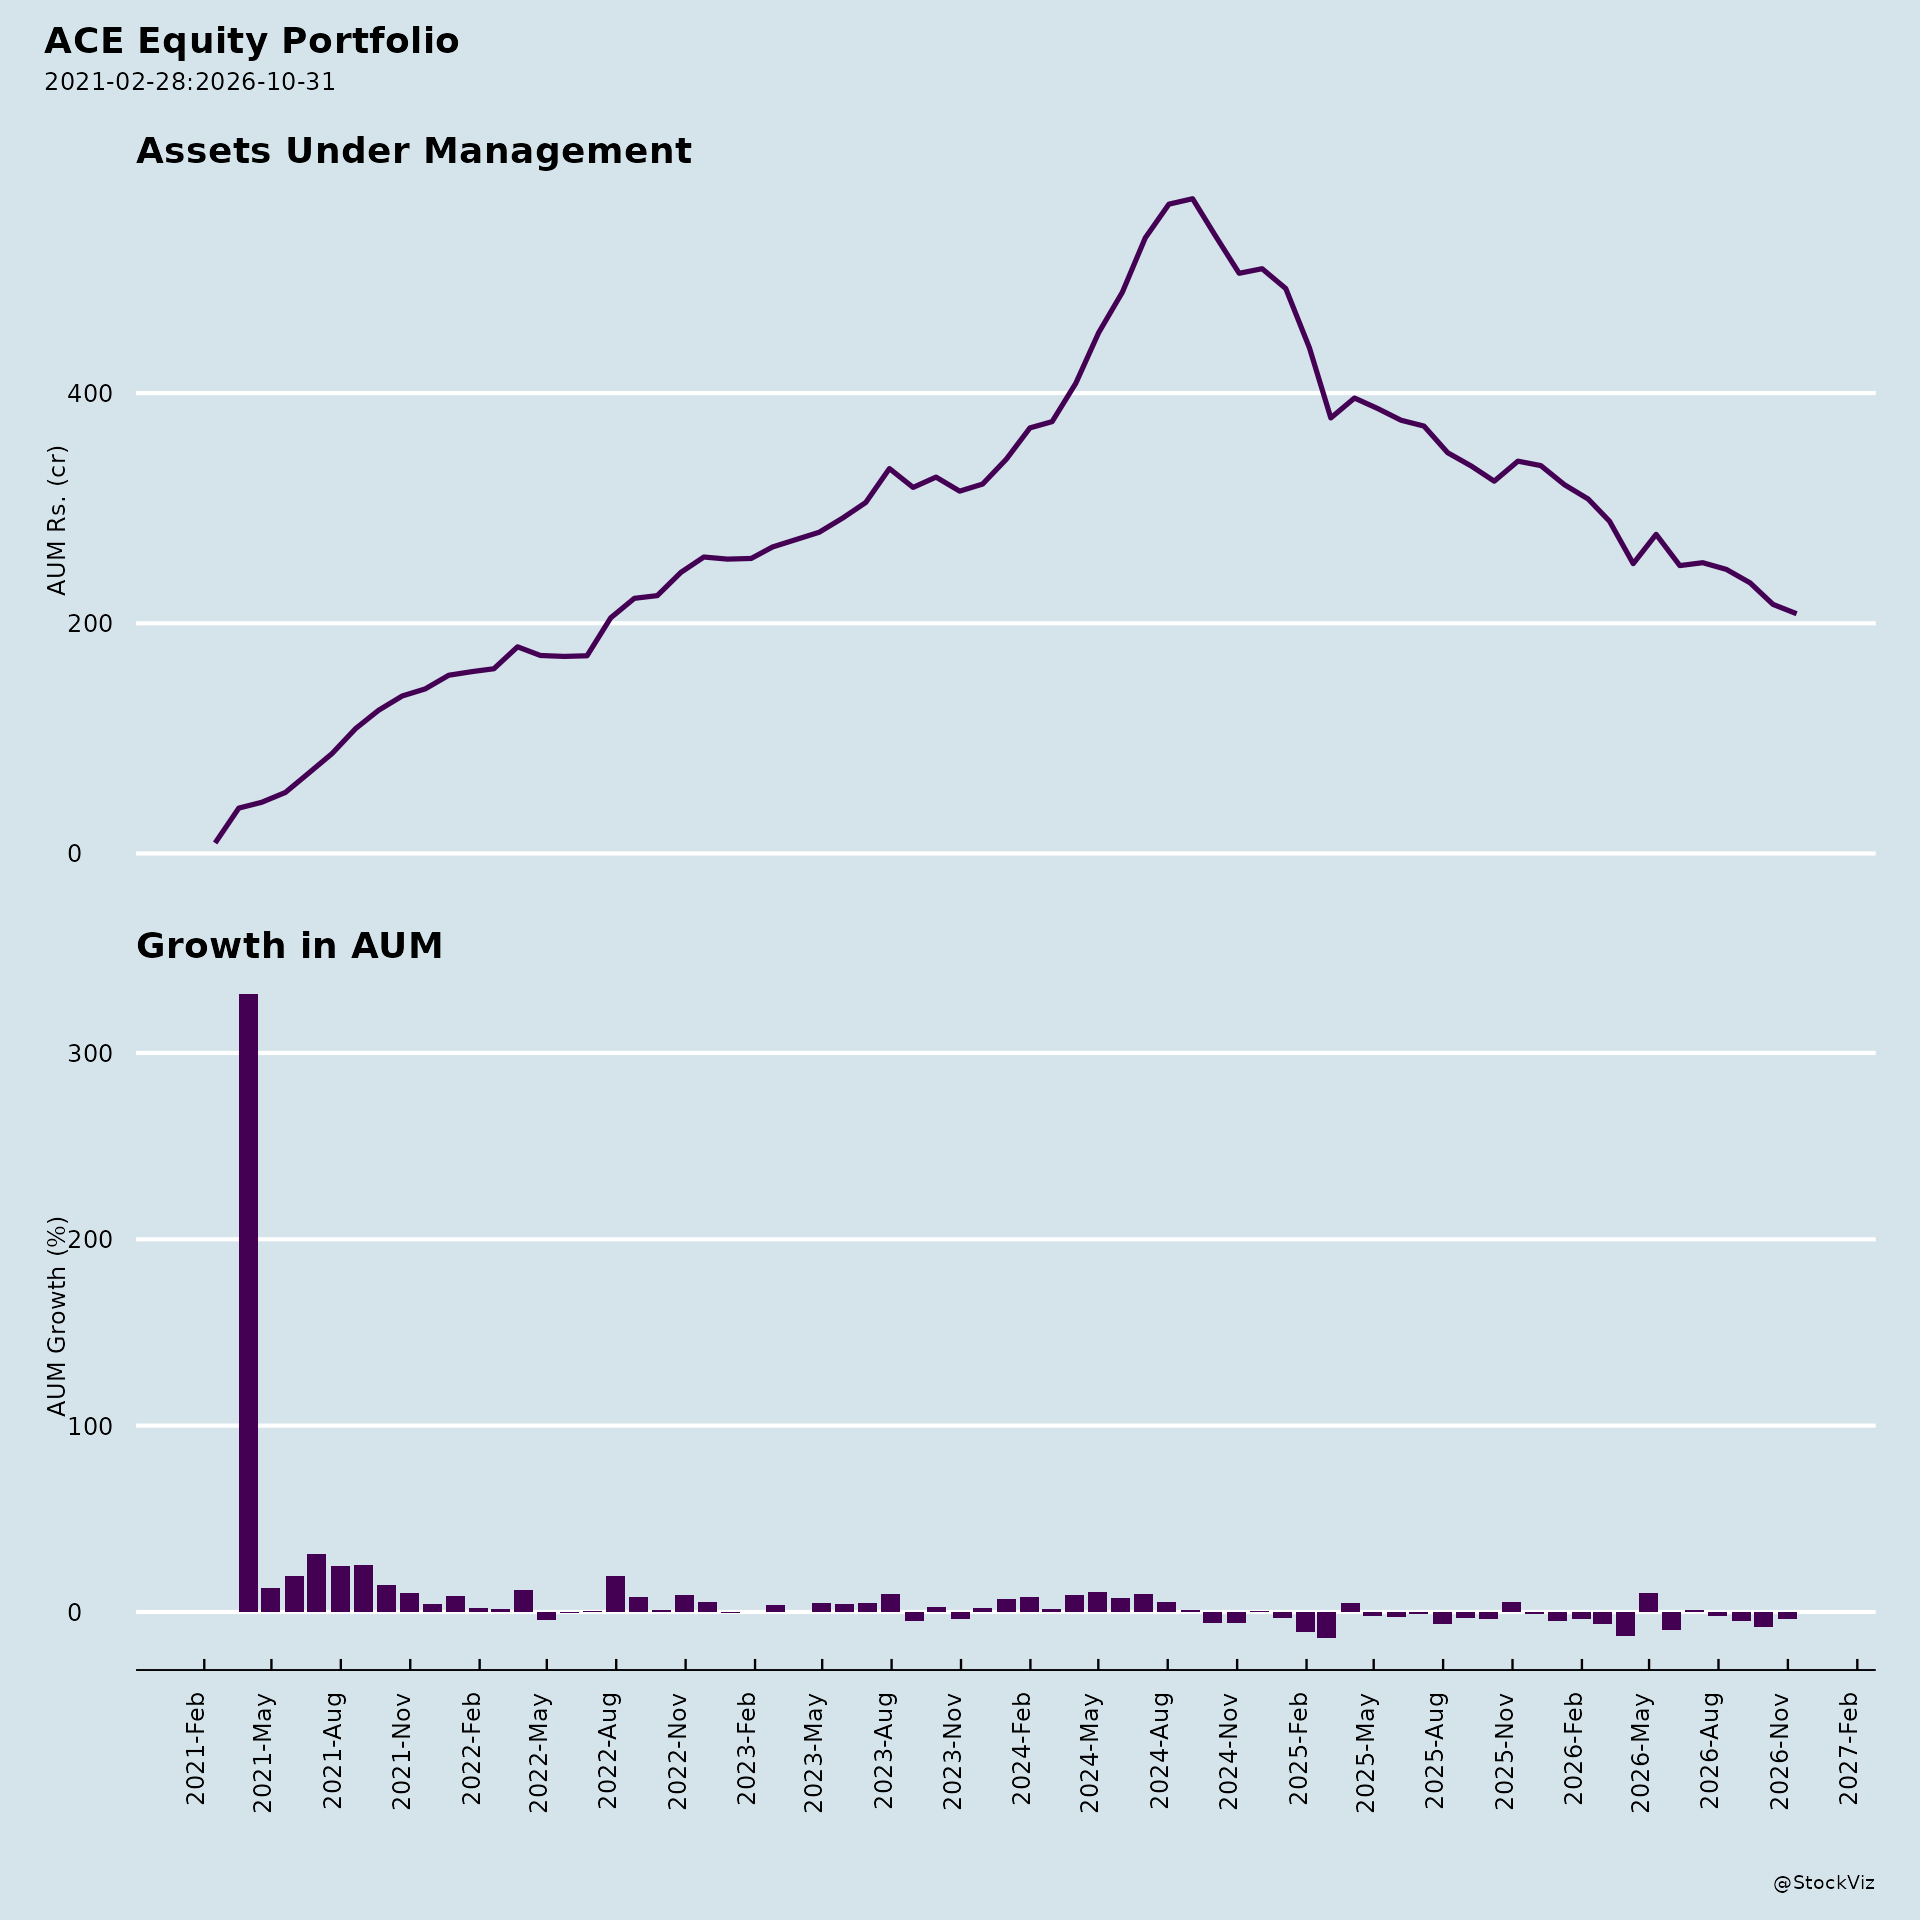 ACE Equity Portfolio
2021-02-28:2026-10-31
Assets Under Management
AUM Rs. (cr)
400
200
0
Growth in AUM
AUM Growth (%)
300
200
100
0
2021-Feb
2021-May
2021-Aug
2021-Nov
2022-Feb
2022-May
2022-Aug
2022-Nov
2023-Feb
2023-May
2023-Aug
2023-Nov
2024-Feb
2024-May
2024-Aug
2024-Nov
2025-Feb
2025-May
2025-Aug
2025-Nov
2026-Feb
2026-May
2026-Aug
2026-Nov
2027-Feb
@StockViz